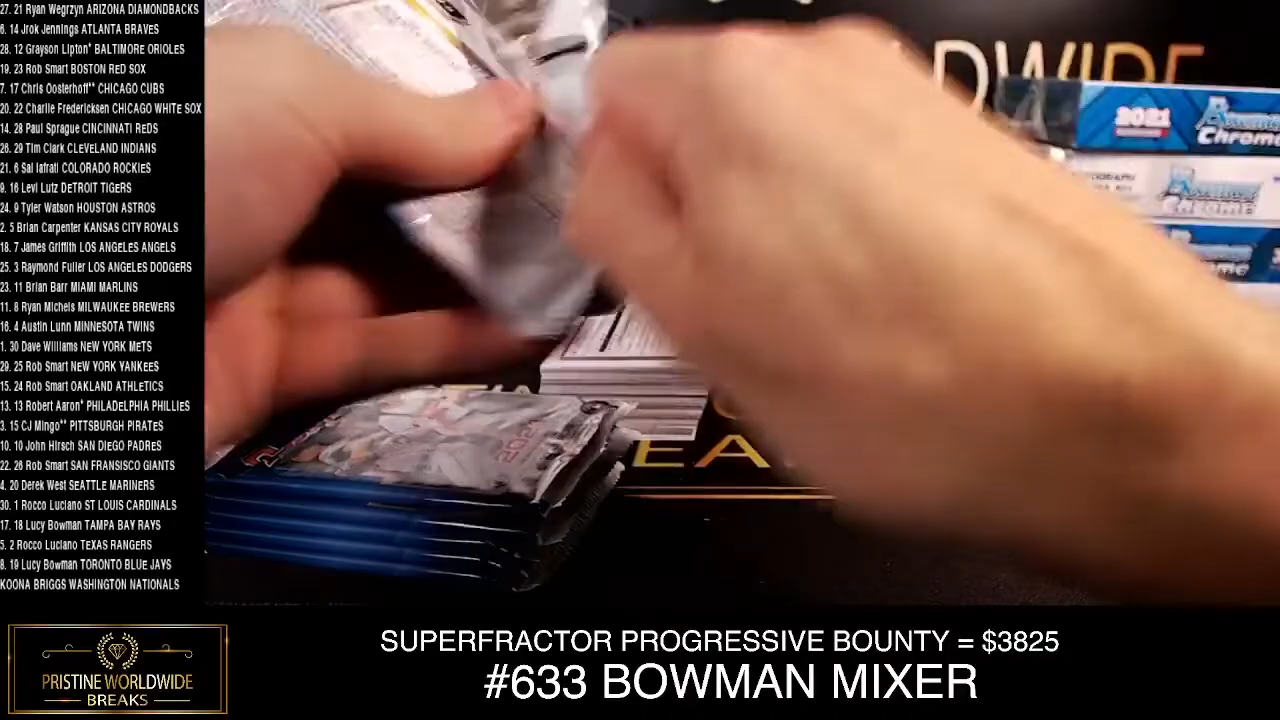 27. 21 Ryan Wegrzyn ARIZONA DIAMONDBACKS
6. 14 Jrok Jennings ATLANTA BRAVES
28. 12 Grayson Lipton* BALTIMORE ORIOLES
19. 23 Rob Smart BOSTON RED SOX
7. 17 Chris Oosterhoff** CHICAGO CUBS
20. 22 Charlie Fredericksen CHICAGO WHITE SOX
14. 28 Paul Sprague CINCINNATI REDS
26. 29 Tim Clark CLEVELAND INDIANS
21. 6 Sal Iafrati COLORADO ROCKIES
9. 16 Levi Lutz DETROIT TIGERS
24. 9 Tyler Watson HOUSTON ASTROS
2. 5 Brian Carpenter KANSAS CITY ROYALS
18. 7 James Griffith LOS ANGELES ANGELS
25. 3 Raymond Fuller LOS ANGELES DODGERS
23. 11 Brian Barr MIAMI MARLINS
11. 8 Ryan Michels MILWAUKEE BREWERS
16. 4 Austin Lunn MINNESOTA TWINS
1. 30 Dave Williams NEW YORK METS
29. 25 Rob Smart NEW YORK YANKEES
15. 24 Rob Smart OAKLAND ATHLETICS
13. 13 Robert Aaron* PHILADELPHIA PHILLIES
3. 15 CJ Mingo** PITTSBURGH PIRATES
10. 10 John Hirsch SAN DIEGO PADRES
22. 26 Rob Smart SAN FRANSISCO GIANTS
4. 20 Derek West SEATTLE MARINERS
30. 1 Rocco Luciano ST LOUIS CARDINALS
17. 18 Lucy Bowman TAMPA BAY RAYS
5. 2 Rocco Luciano TEXAS RANGERS
8. 19 Lucy Bowman TORONTO BLUE JAYS
KOONA BRIGGS WASHINGTON NATIONALS
DWIDE
2021 Bowman Chrome
Bowman CHROME
EA
SUPERFRACTOR PROGRESSIVE BOUNTY = $3825
#633 BOWMAN MIXER
PRISTINE WORLDWIDE
BREAKS